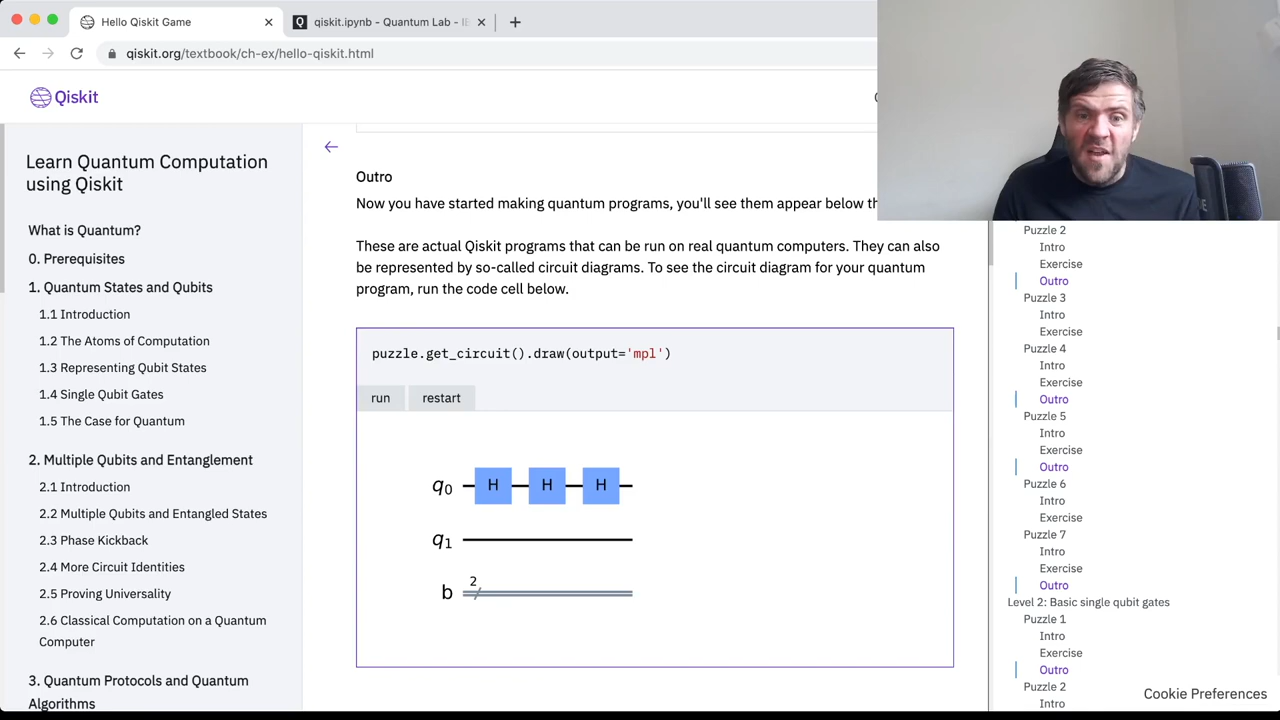 Hello Qiskit Game
qiskit.ipynb - Quantum Lab - IB
qiskit.org/textbook/ch-ex/hello-qiskit.html
Qiskit
Learn Quantum Computation
using Qiskit
What is Quantum?
0. Prerequisites
1. Quantum States and Qubits
1.1 Introduction
1.2 The Atoms of Computation
1.3 Representing Qubit States
1.4 Single Qubit Gates
1.5 The Case for Quantum
2. Multiple Qubits and Entanglement
2.1 Introduction
2.2 Multiple Qubits and Entangled States
2.3 Phase Kickback
2.4 More Circuit Identities
2.5 Proving Universality
2.6 Classical Computation on a Quantum
Computer
3. Quantum Protocols and Quantum
Algorithms
Outro
Now you have started making quantum programs, you'll see them appear below
These are actual Qiskit programs that can be run on real quantum computers. They can also
be represented by so-called circuit diagrams. To see the circuit diagram for your quantum
program, run the code cell below.
puzzle.get_circuit().draw(output='mpl')
run restart
q0 H H H
q1
2
b
Puzzle 2
Intro
Exercise
Outro
Puzzle 3
Intro
Exercise
Puzzle 4
Intro
Exercise
Outro
Puzzle 5
Intro
Exercise
Outro
Puzzle 6
Intro
Exercise
Puzzle 7
Intro
Exercise
Outro
Level 2: Basic single qubit gates
Puzzle 1
Intro
Exercise
Outro
Puzzle 2
Intro
Cookie Preferences